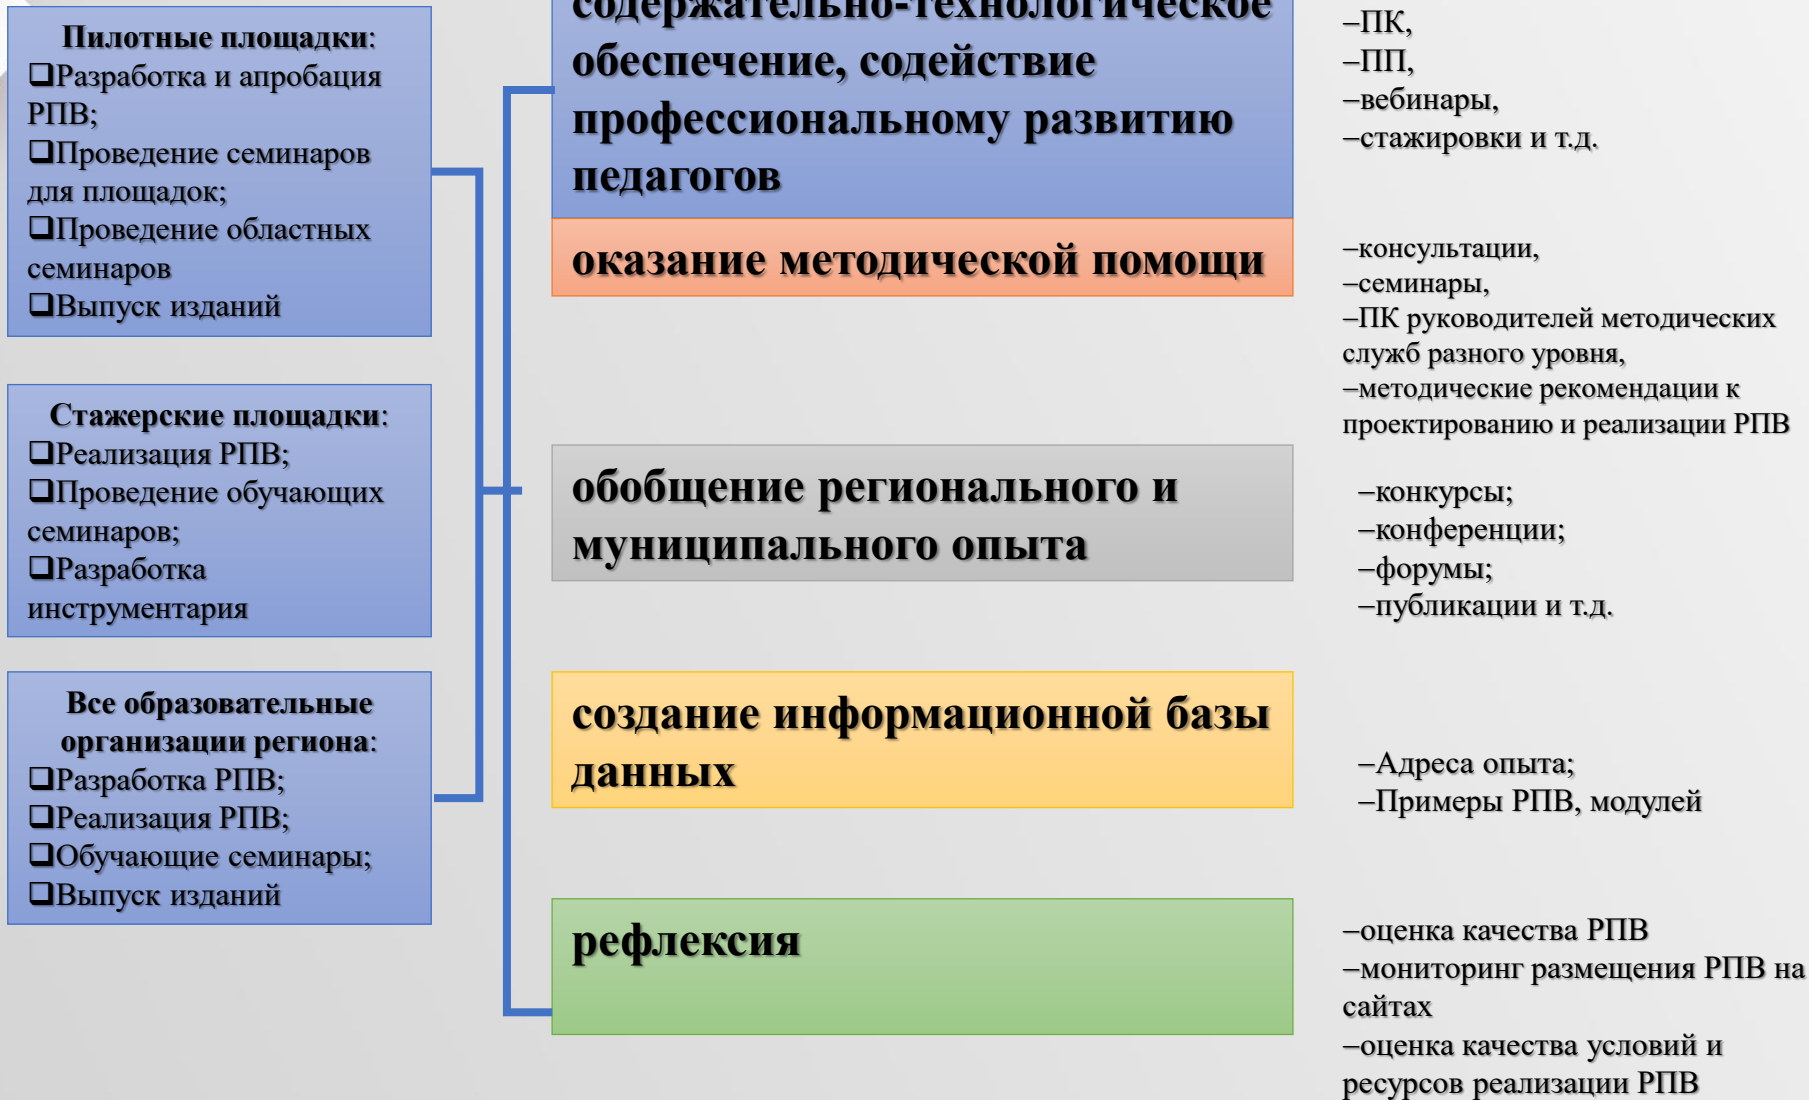 Пилотные площадки:
❑Разработка и апробация
РПВ;
❑Проведение семинаров
для площадок;
❑Проведение областных
семинаров
❑Выпуск изданий
Стажерские площадки:
❑Реализация РПВ;
❑Проведение обучающих
семинаров;
❑Разработка
инструментария
Все образовательные
организации региона:
❑Разработка РПВ;
❑Реализация РПВ;
❑Обучающие семинары;
❑Выпуск изданий
содержательно-технологическое
обеспечение, содействие
профессиональному развитию
педагогов
оказание методической помощи
обобщение регионального и
муниципального опыта
создание информационной базы
данных
рефлексия
–ПК,
–ПП,
–вебинары,
–стажировки и т.д.
–консультации,
–семинары,
–ПК руководителей методических
служб разного уровня,
–методические рекомендации к
проектированию и реализации РПВ
–конкурсы;
–конференции;
–форумы;
–публикации и т.д.
–Адреса опыта;
–Примеры РПВ, модулей
–оценка качества РПВ
–мониторинг размещения РПВ на
сайтах
–оценка качества условий и
ресурсов реализации РПВ